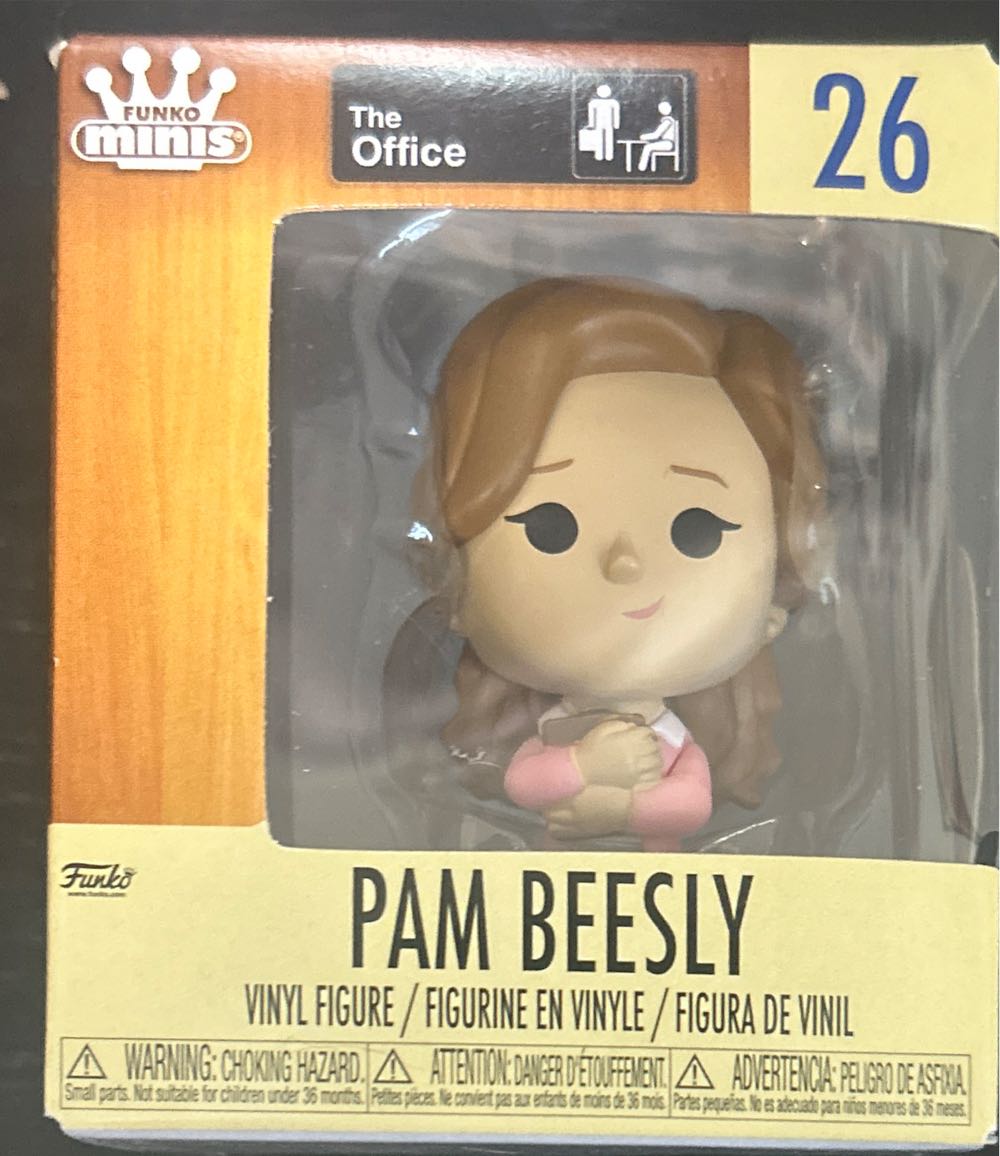 FUNKO
minis®
The
Office
26
Funko
www.funko.com
PAM BEESLY
VINYL FIGURE / FIGURINE EN VINYLE / FIGURA DE VINIL
WARNING: CHOKING HAZARD.
Small parts. Not suitable for children under 36 months.
ATTENTION: DANGER D'ÉTOUFFEMENT.
Petites pièces. Ne convient pas aux enfants de moins de 36 mois.
ADVERTENCIA: PELIGRO DE ASFIXIA.
Partes pequeñas. No es adecuado para niños menores de 36 meses.